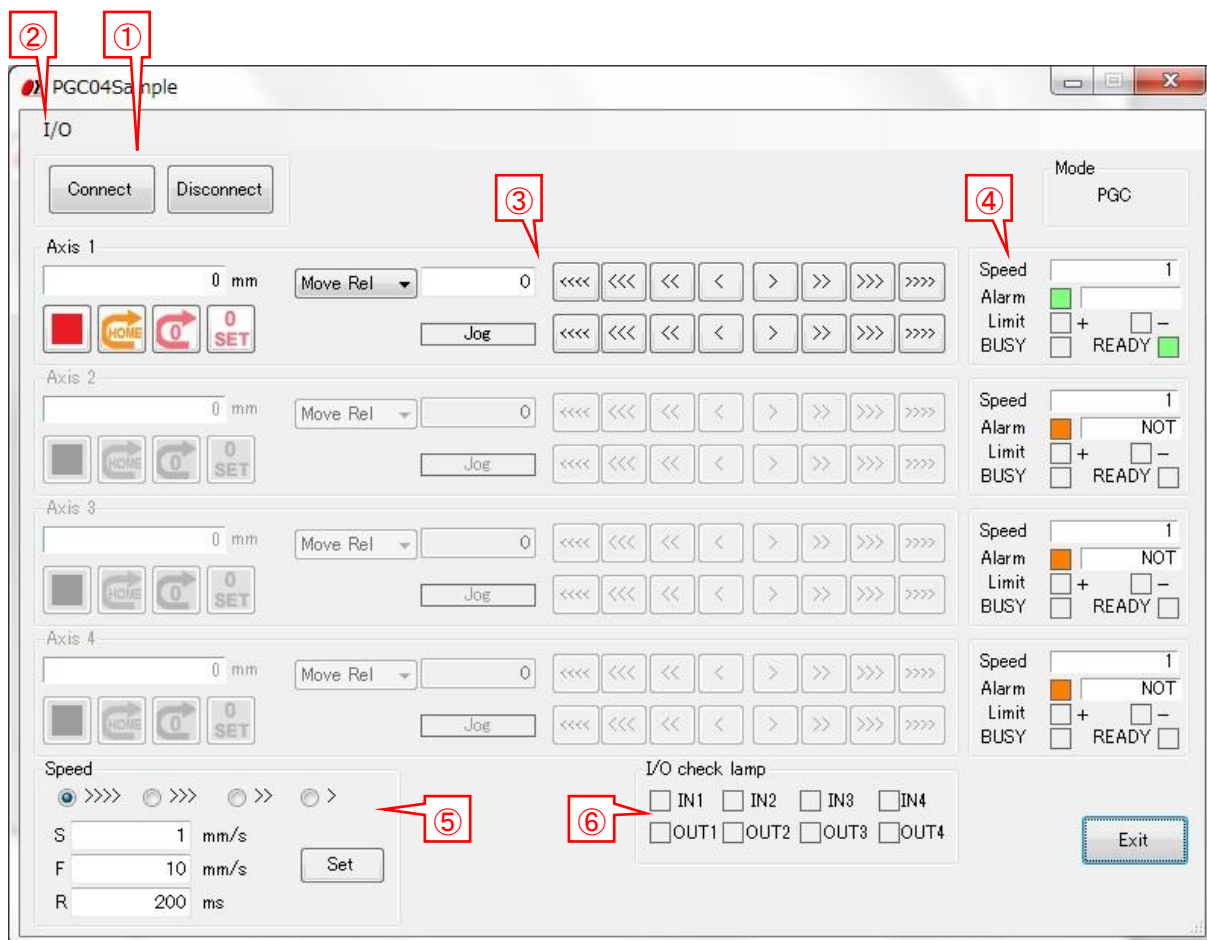 ② ①
PGC04Sample
I/O
Connect Disconnect
③ ④
Mode
PGC
Axis 1
0 mm Move Rel 0 <<<< <<< << < > >> >>> >>>>
HOME 0 0 SET Jog <<<< <<< << < > >> >>> >>>>
Speed 1
Alarm
Limit + -
BUSY READY
Axis 2
0 mm Move Rel 0 <<<< <<< << < > >> >>> >>>>
HOME 0 0 SET Jog <<<< <<< << < > >> >>> >>>>
Speed 1
Alarm NOT
Limit + -
BUSY READY
Axis 3
0 mm Move Rel 0 <<<< <<< << < > >> >>> >>>>
HOME 0 0 SET Jog <<<< <<< << < > >> >>> >>>>
Speed 1
Alarm NOT
Limit + -
BUSY READY
Axis 4
0 mm Move Rel 0 <<<< <<< << < > >> >>> >>>>
HOME 0 0 SET Jog <<<< <<< << < > >> >>> >>>>
Speed 1
Alarm NOT
Limit + -
BUSY READY
Speed
>>>> >>> >> >
S 1 mm/s
F 10 mm/s
R 200 ms
Set
⑤
I/O check lamp
⑥
IN1 IN2 IN3 IN4
OUT1 OUT2 OUT3 OUT4
Exit